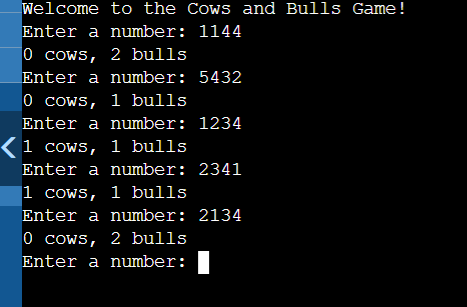 Welcome to the Cows and Bulls Game!
Enter a number: 1144
0 cows, 2 bulls
Enter a number: 5432
0 cows, 1 bulls
Enter a number: 1234
1 cows, 1 bulls
Enter a number: 2341
1 cows, 1 bulls
Enter a number: 2134
0 cows, 2 bulls
Enter a number: